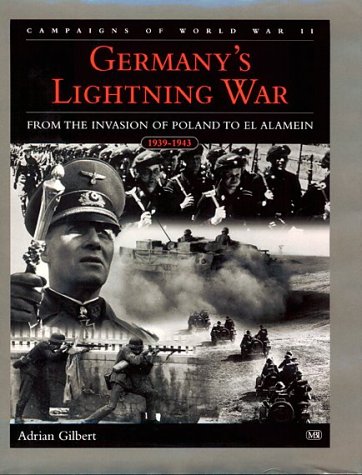 CAMPAIGNS OF WORLD WAR II
GERMANY'S
LIGHTNING WAR
FROM THE INVASION OF POLAND TO EL ALAMEIN
1939-1943
Adrian Gilbert
MBI